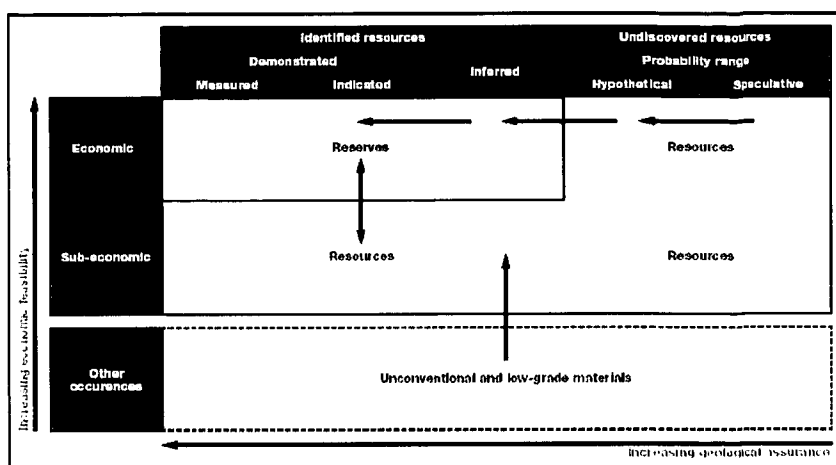 Identified resources Undiscovered resources
Demonstrated Inferred Probability range
Measured Indicated Hypothetical Speculative
Economic Reserves Resources
Sub-economic Resources Resources
Other
occurences
Unconventional and low-grade materials
Increasing economic feasibility
Increasing geological assurance